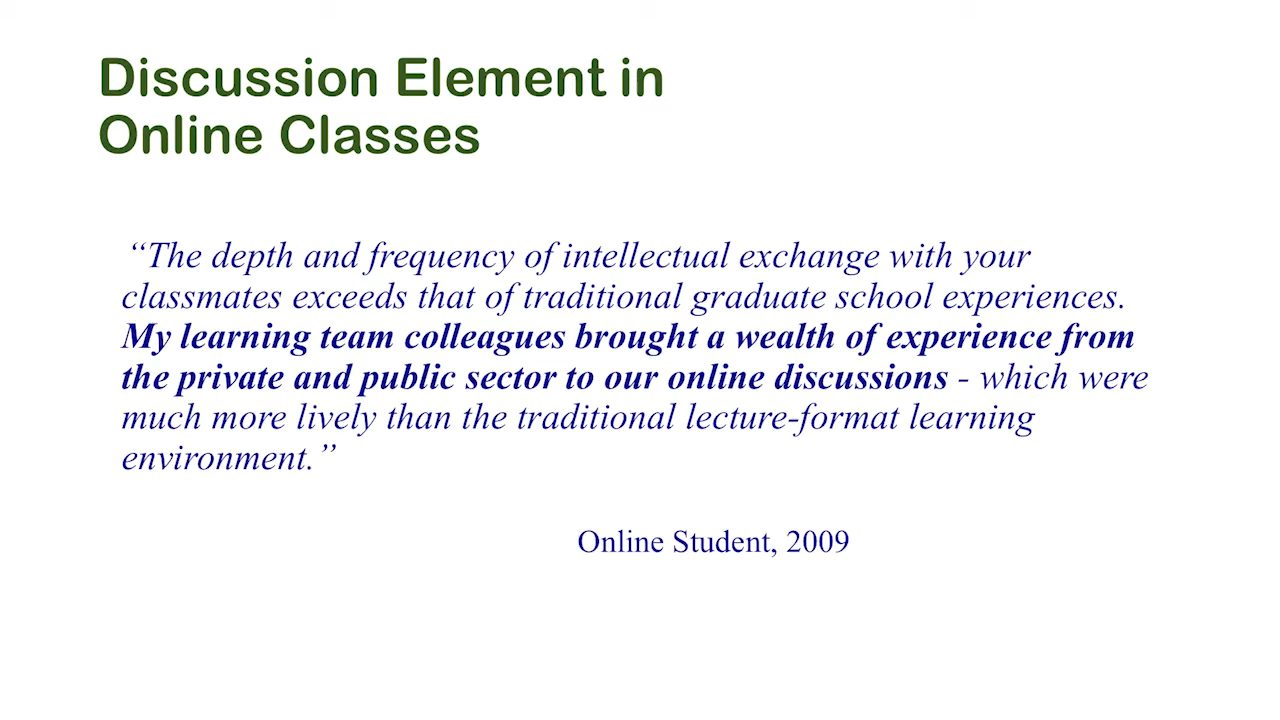 Discussion Element in
Online Classes
“The depth and frequency of intellectual exchange with your
classmates exceeds that of traditional graduate school experiences.
My learning team colleagues brought a wealth of experience from
the private and public sector to our online discussions - which were
much more lively than the traditional lecture-format learning
environment.”
Online Student, 2009